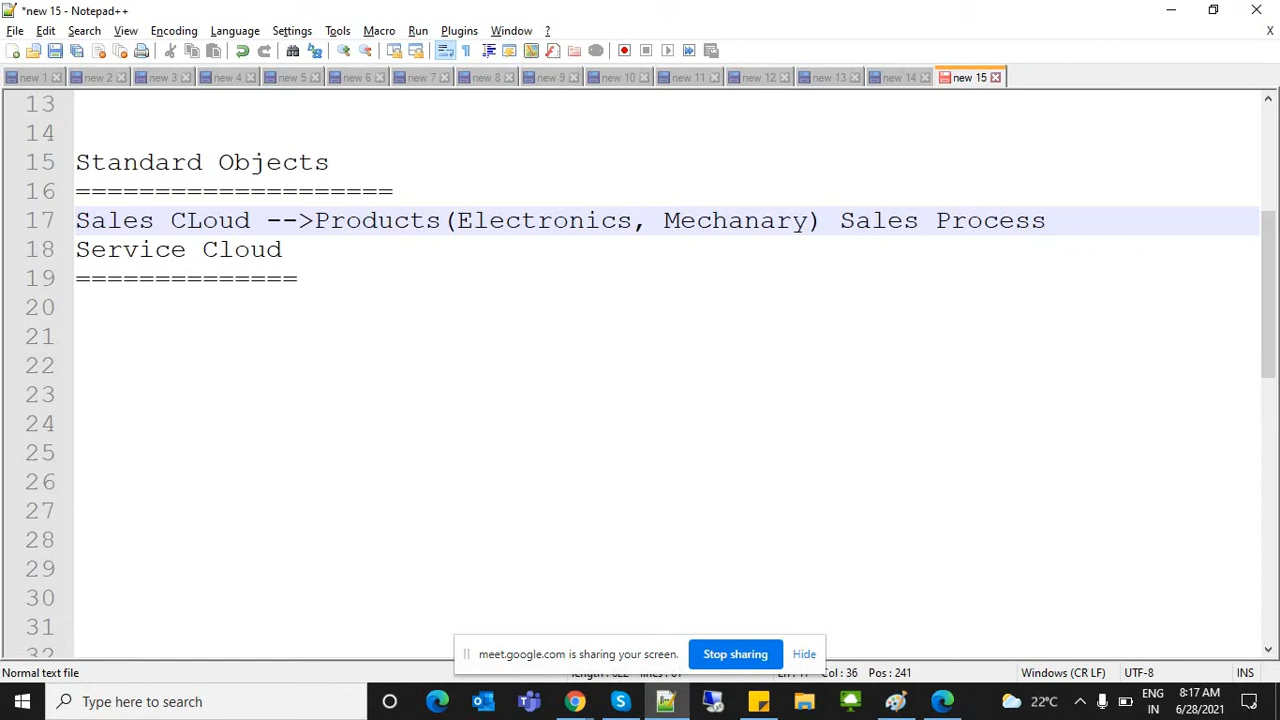 *new 15 - Notepad++
File Edit Search View Encoding Language Settings Tools Macro Run Plugins Window ? X
new 1 new 2 new 3 new 4 new 5 new 6 new 7 new 8 new 9 new 10 new 11 new 12 new 13 new 14 new 15
13
14
15 Standard Objects
16 ====================
17 Sales CLoud -->Products(Electronics, Mechanary) Sales Process
18 Service Cloud
19 ==============
20
21
22
23
24
25
26
27
28
29
30
31
32
meet.google.com is sharing your screen. Stop sharing Hide
Normal text file Col : 36 Pos : 241 Windows (CR LF) UTF-8 INS
Type here to search 22°C ENG 8:17 AM
IN 6/28/2021